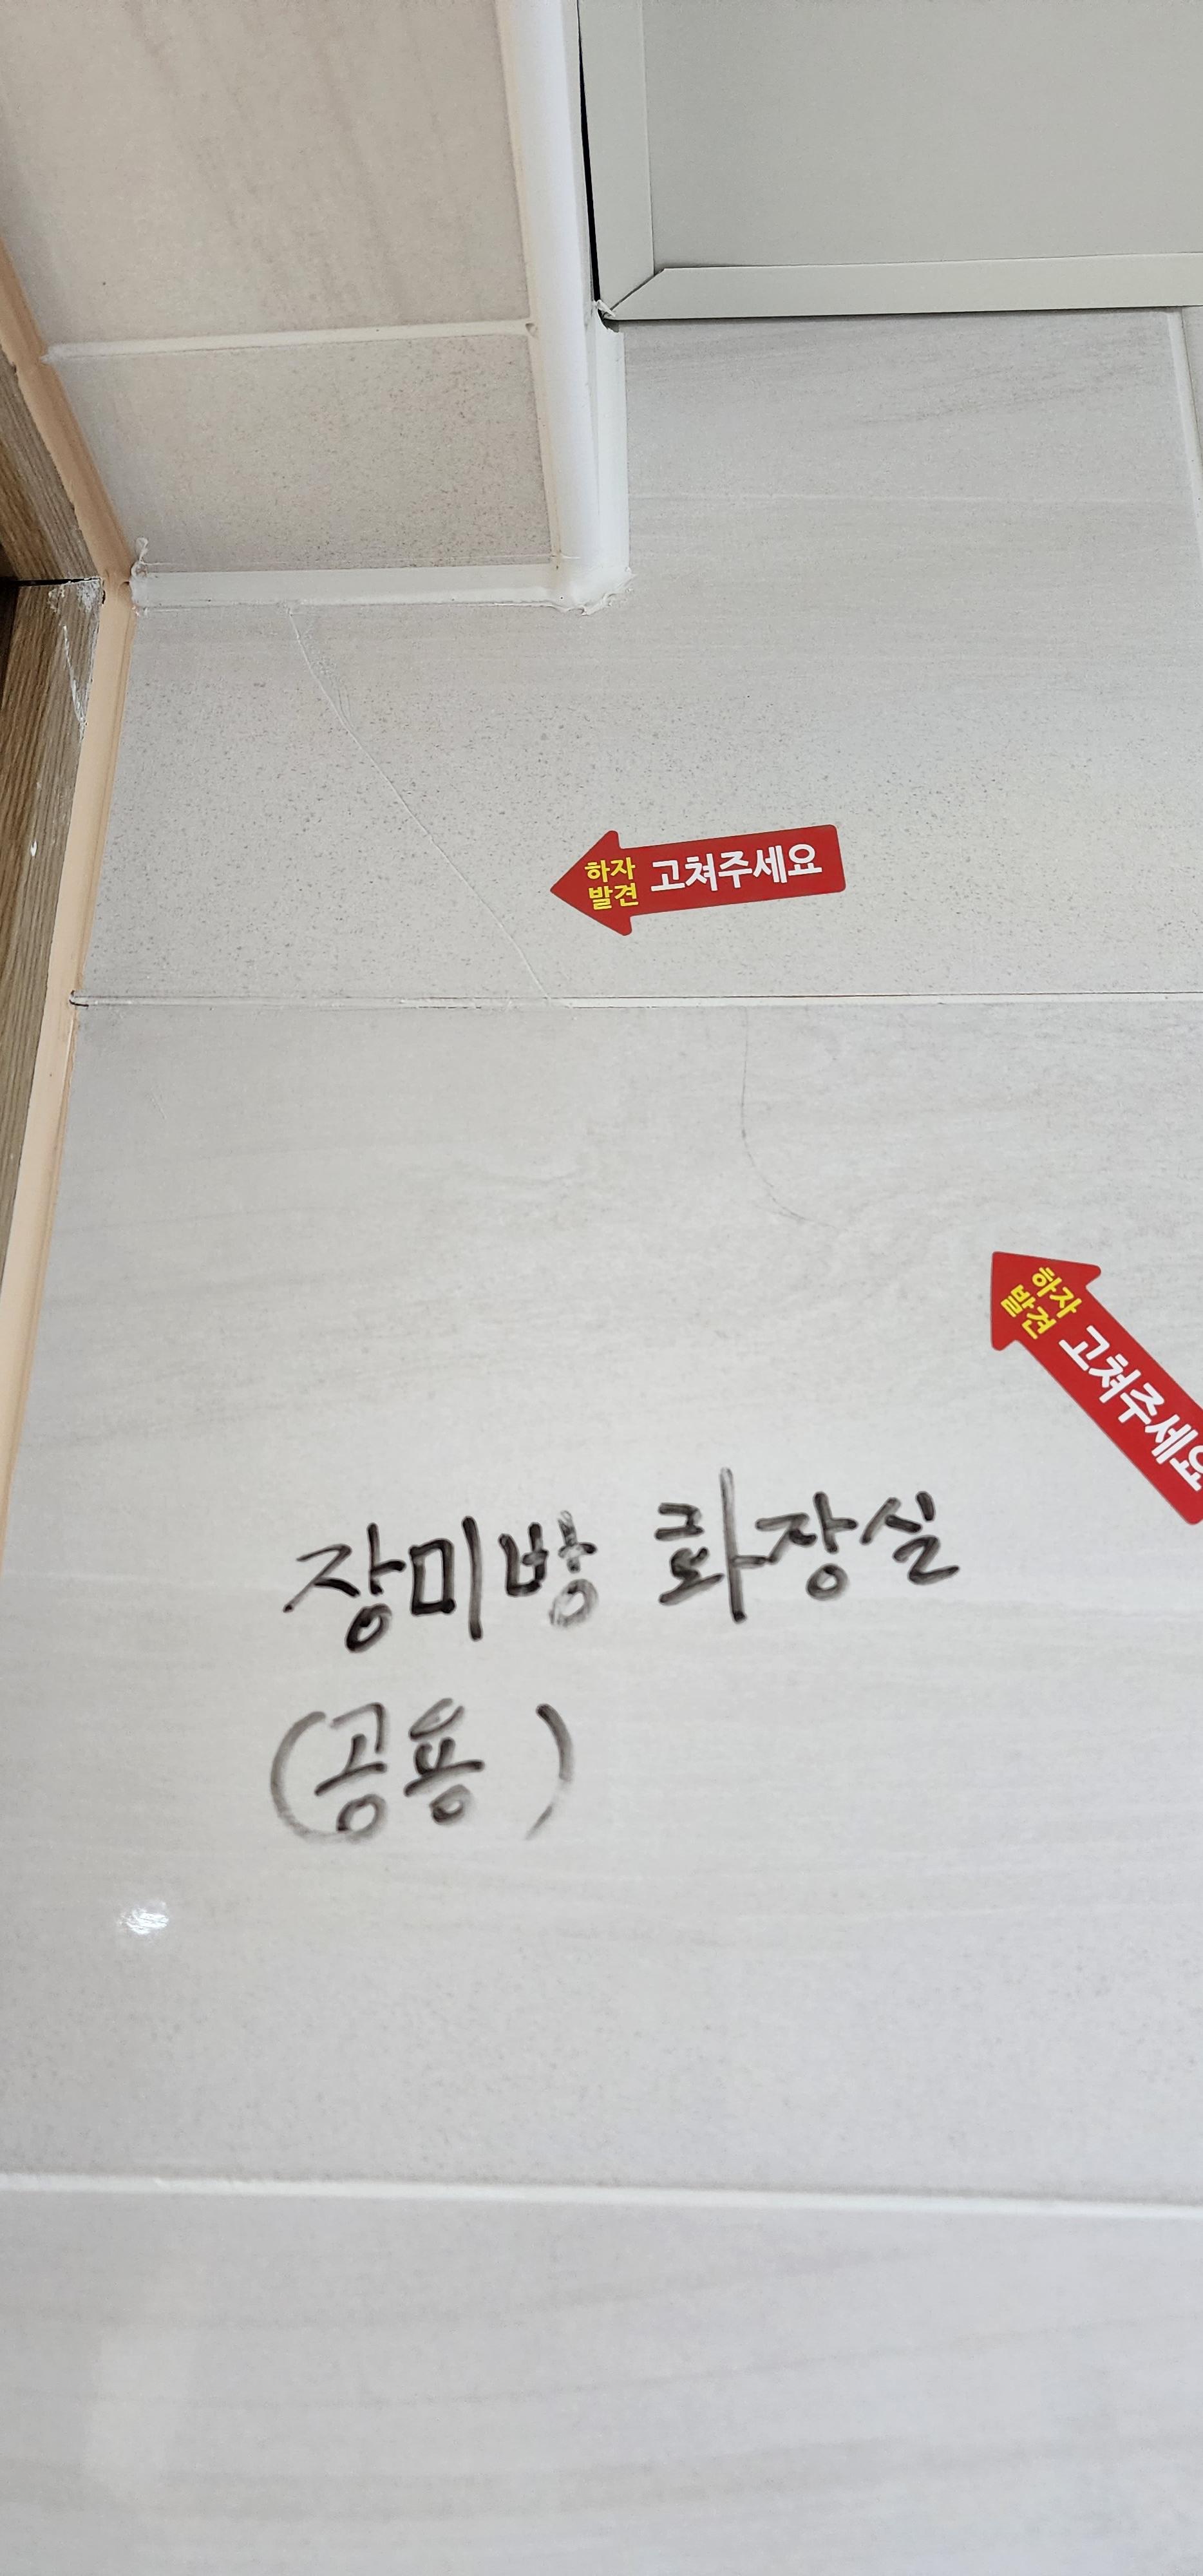 하자
발견
고쳐주세요
하자
발견
고쳐주세요
장미방 화장실
(공용)